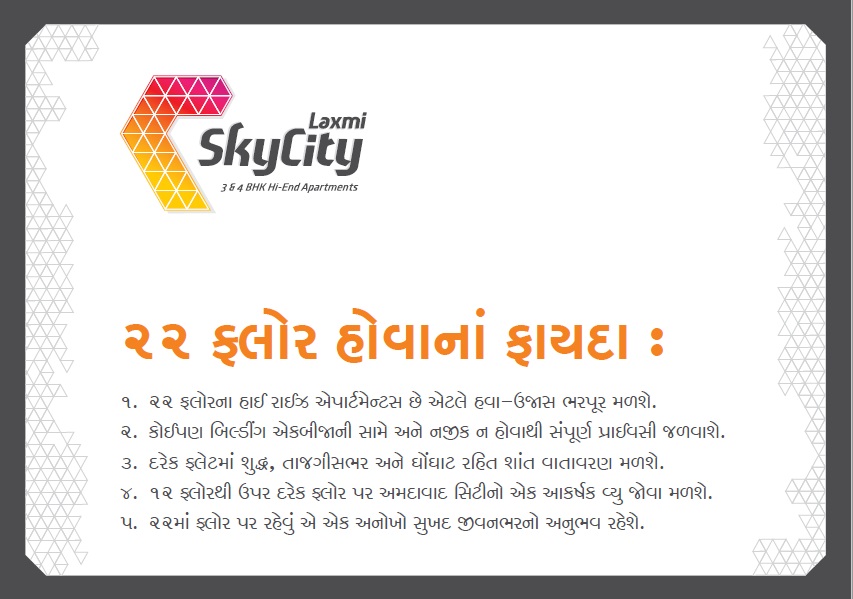 Laxmi
SkyCity
3 & 4 BHK Hi-End Apartments
૨૨ ફ્લોર હોવાનાં ફાયદા :
૧. ૨૨ ફ્લોરના હાઈ રાઈઝ એપાર્ટમેન્ટસ છે એટલે હવા-ઉજાસ ભરપૂર મળશે.
૨. કોઈપણ બિલ્ડીંગ એકબીજાની સામે અને નજીક ન હોવાથી સંપૂર્ણ પ્રાઈવસી જળવાશે.
૩. દરેક ફ્લેટમાં શુદ્ધ, તાજગીસભર અને ઘોંઘાટ રહિત શાંત વાતાવરણ મળશે.
૪. ૧૨ ફ્લોરથી ઉપર દરેક ફ્લોર પર અમદાવાદ સિટીનો એક આકર્ષક વ્યુ જોવા મળશે.
૫. ૨૨માં ફ્લોર પર રહેવું એ એક અનોખો સુખદ જીવનભરનો અનુભવ રહેશે.